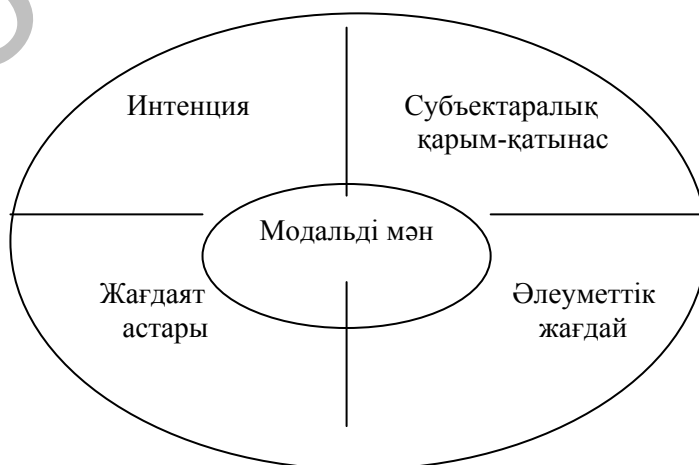 Интенция
Субъектаралық
қарым-қатынас
Модальді мән
Жағдаят
астары
Әлеуметтік
жағдай